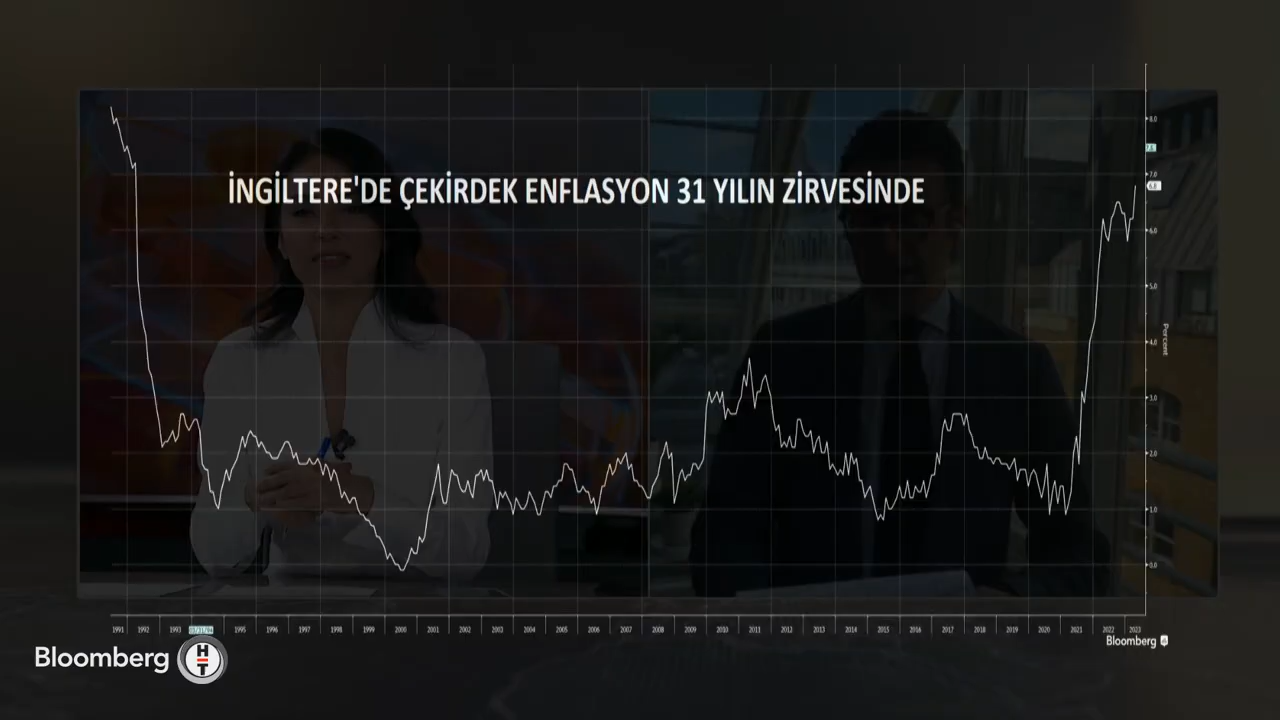 İNGİLTERE'DE ÇEKİRDEK ENFLASYON 31 YILIN ZİRVESİNDE
8.0
7.0
6.8
6.0
5.0
4.0
3.0
2.0
1.0
0.0
Percent
1991 1992 1993 1995 1996 1997 1998 1999 2000 2001 2002 2003 2004 2005 2006 2007 2008 2009 2010 2011 2012 2013 2014 2015 2016 2017 2018 2019 2020 2021 2022 2023
Bloomberg
Bloomberg HT